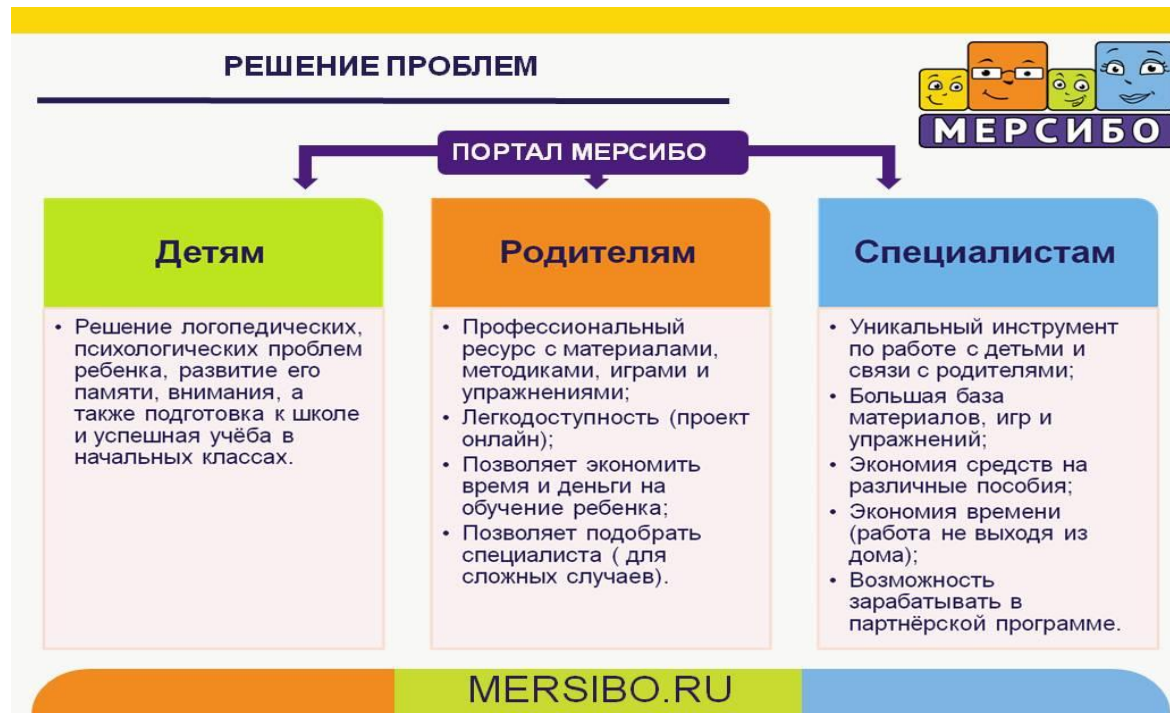 РЕШЕНИЕ ПРОБЛЕМ
МЕРСИБО
ПОРТАЛ МЕРСИБО
Детям
• Решение логопедических,
психологических проблем
ребенка, развитие его
памяти, внимания, а
также подготовка к школе
и успешная учёба в
начальных классах.
Родителям
• Профессиональный
ресурс с материалами,
методиками, играми и
упражнениями;
• Легкодоступность (проект
онлайн);
• Позволяет экономить
время и деньги на
обучение ребенка;
• Позволяет подобрать
специалиста ( для
сложных случаев).
Специалистам
• Уникальный инструмент
по работе с детьми и
связи с родителями;
• Большая база
материалов, игр и
упражнений;
• Экономия средств на
различные пособия;
• Экономия времени
(работа не выходя из
дома);
• Возможность
зарабатывать в
партнёрской программе.
MERSIBO.RU